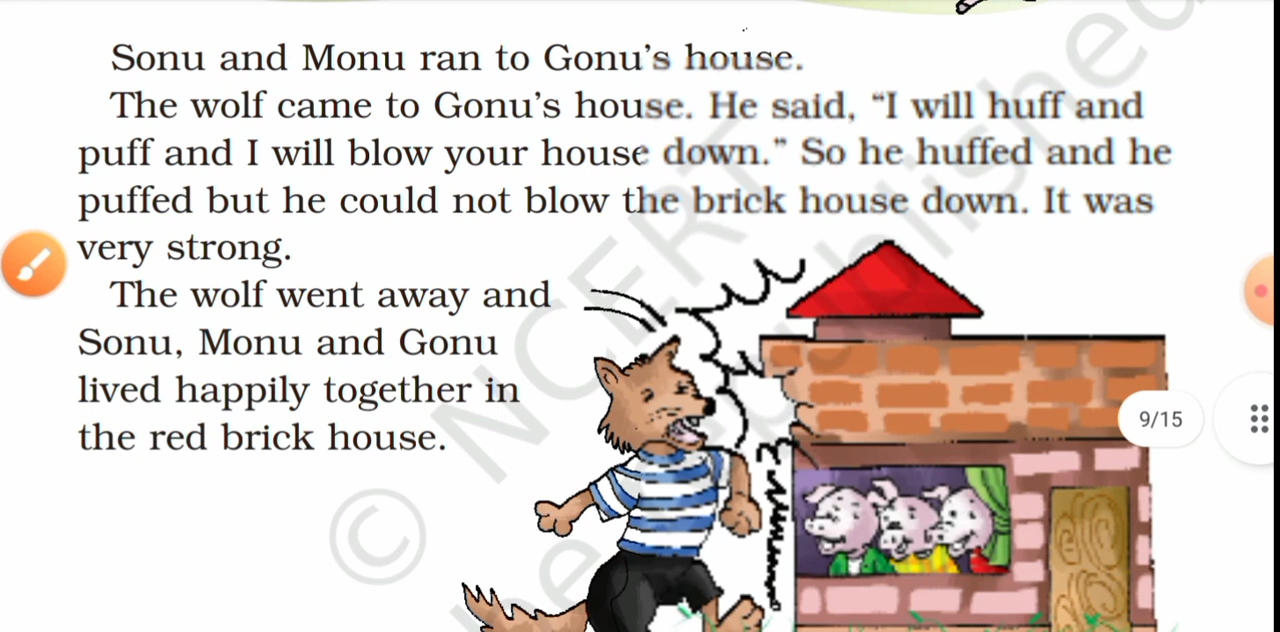 Sonu and Monu ran to Gonu’s house.
The wolf came to Gonu’s house. He said, “I will huff and
puff and I will blow your house down.” So he huffed and he
puffed but he could not blow the brick house down. It was
very strong.
The wolf went away and
Sonu, Monu and Gonu
lived happily together in
the red brick house.
9/15
© NCERT
be republished